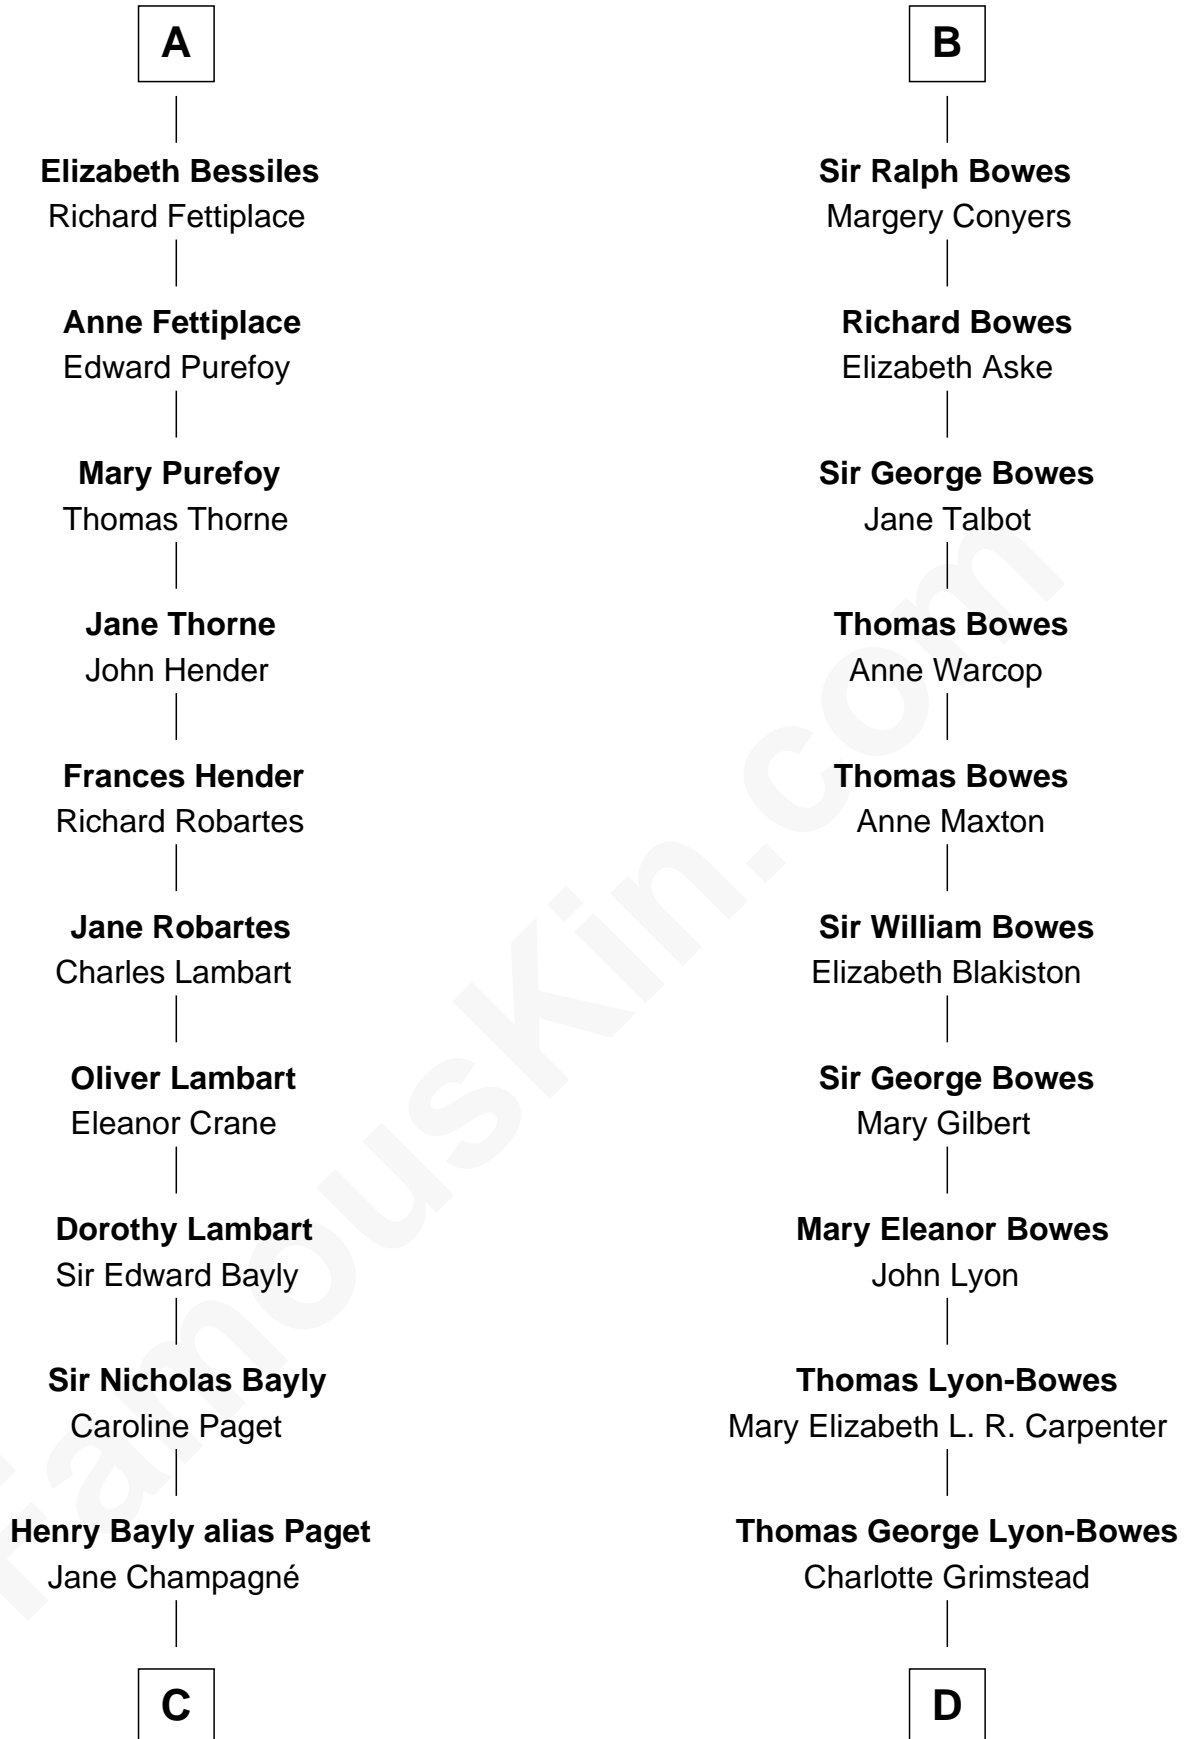 A
Elizabeth Bessiles
Richard Fettiplace
Anne Fettiplace
Edward Purefoy
Mary Purefoy
Thomas Thorne
Jane Thorne
John Hender
Frances Hender
Richard Robartes
Jane Robartes
Charles Lambart
Oliver Lambart
Eleanor Crane
Dorothy Lambart
Sir Edward Bayly
Sir Nicholas Bayly
Caroline Paget
Henry Bayly alias Paget
Jane Champagné
C
B
Sir Ralph Bowes
Margery Conyers
Richard Bowes
Elizabeth Aske
Sir George Bowes
Jane Talbot
Thomas Bowes
Anne Warcop
Thomas Bowes
Anne Maxton
Sir William Bowes
Elizabeth Blakiston
Sir George Bowes
Mary Gilbert
Mary Eleanor Bowes
John Lyon
Thomas Lyon-Bowes
Mary Elizabeth L. R. Carpenter
Thomas George Lyon-Bowes
Charlotte Grimstead
D
FamousKin.com